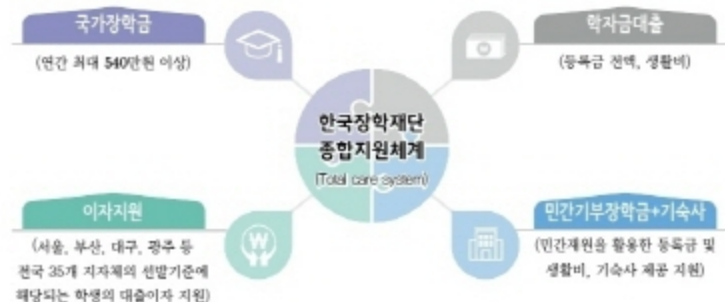 국가장학금
(연간 최대 540만원 이상)
학자금대출
(등록금 전액, 생활비)
한국장학재단
종합지원체계
(Total care system)
이자지원
(서울, 부산, 대구, 광주 등
전국 35개 지자체의 선발기준에
해당되는 학생의 대출이자 지원)
민간기부장학금+기숙사
(민간재원을 활용한 등록금 및
생활비, 기숙사 제공 지원)
W